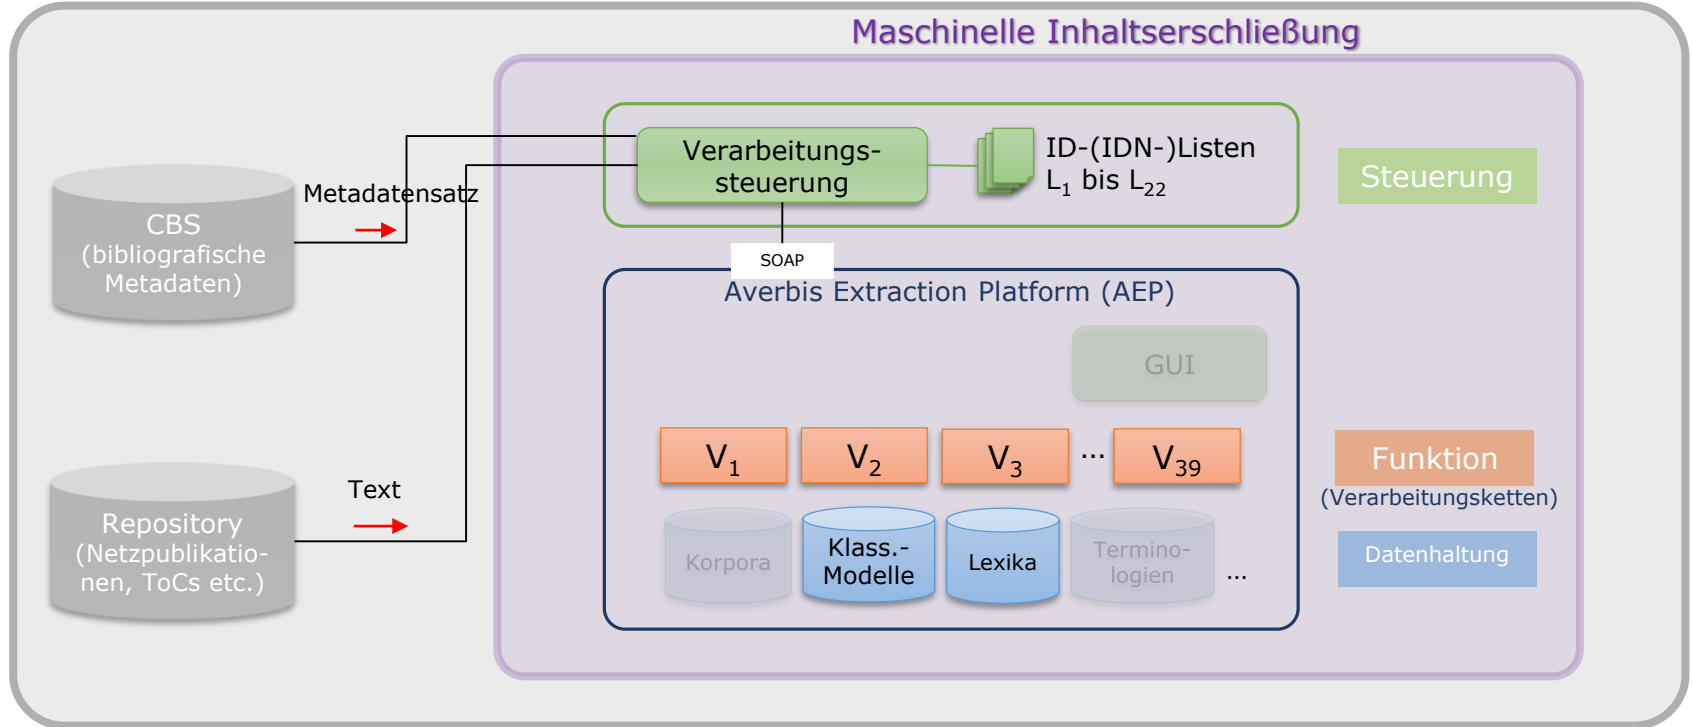 Maschinelle Inhaltserschließung
Verarbeitungs-
steuerung
ID-(IDN-)Listen
L1 bis L22
Steuerung
Metadatensatz
CBS
(bibliografische
Metadaten)
SOAP
Averbis Extraction Platform (AEP)
GUI
V1
V2
V3
...
V39
Funktion
(Verarbeitungsketten)
Text
Repository
(Netzpublikatio-
nen, ToCs etc.)
Korpora
Klass.-
Modelle
Lexika
Termino-
logien
...
Datenhaltung